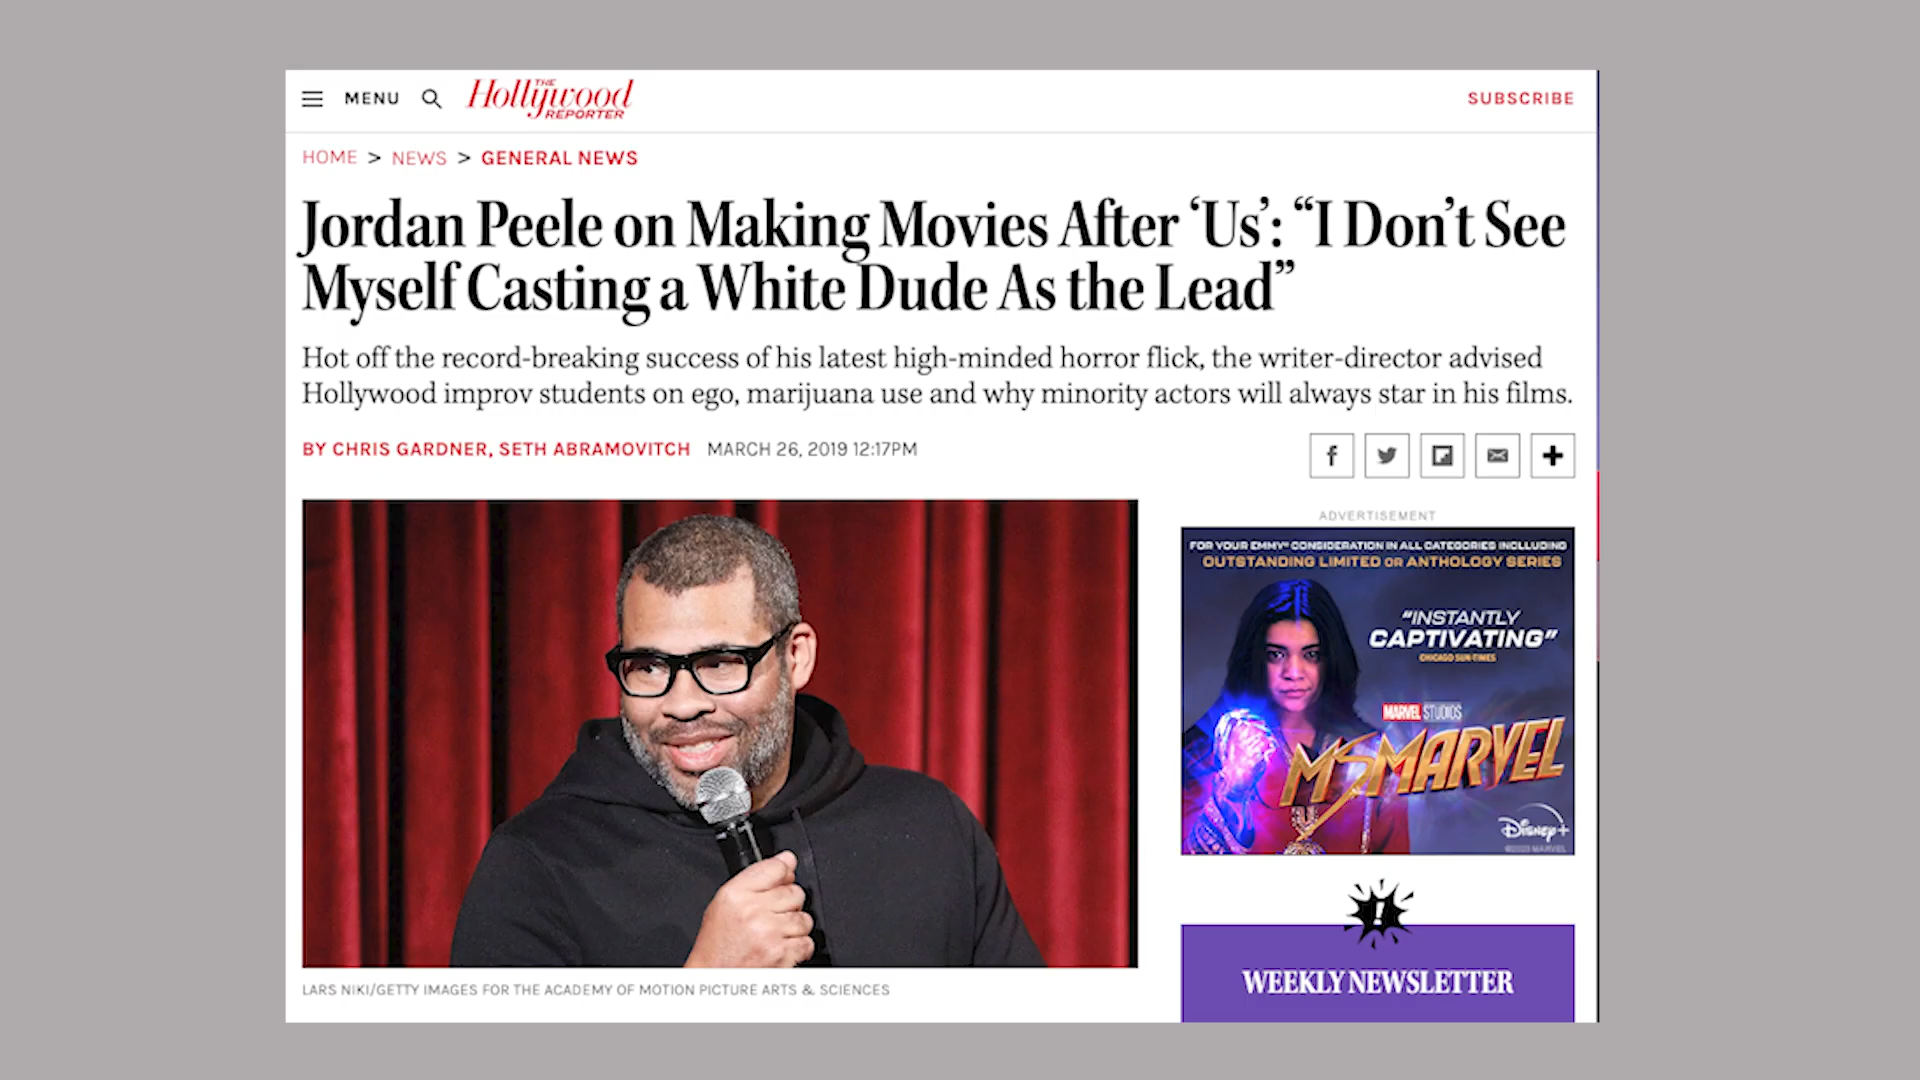 MENU
THE
Hollywood
REPORTER
SUBSCRIBE
HOME > NEWS > GENERAL NEWS
Jordan Peele on Making Movies After ‘Us’: “I Don’t See
Myself Casting a White Dude As the Lead”
Hot off the record-breaking success of his latest high-minded horror flick, the writer-director advised
Hollywood improv students on ego, marijuana use and why minority actors will always star in his films.
BY CHRIS GARDNER, SETH ABRAMOVITCH MARCH 26, 2019 12:17PM
ADVERTISEMENT
FOR YOUR EMMY® CONSIDERATION IN ALL CATEGORIES INCLUDING
OUTSTANDING LIMITED OR ANTHOLOGY SERIES
“INSTANTLY
CAPTIVATING”
CHICAGO SUN-TIMES
MARVEL STUDIOS
MS MARVEL
Disney+
LARS NIKI/GETTY IMAGES FOR THE ACADEMY OF MOTION PICTURE ARTS & SCIENCES
WEEKLY NEWSLETTER